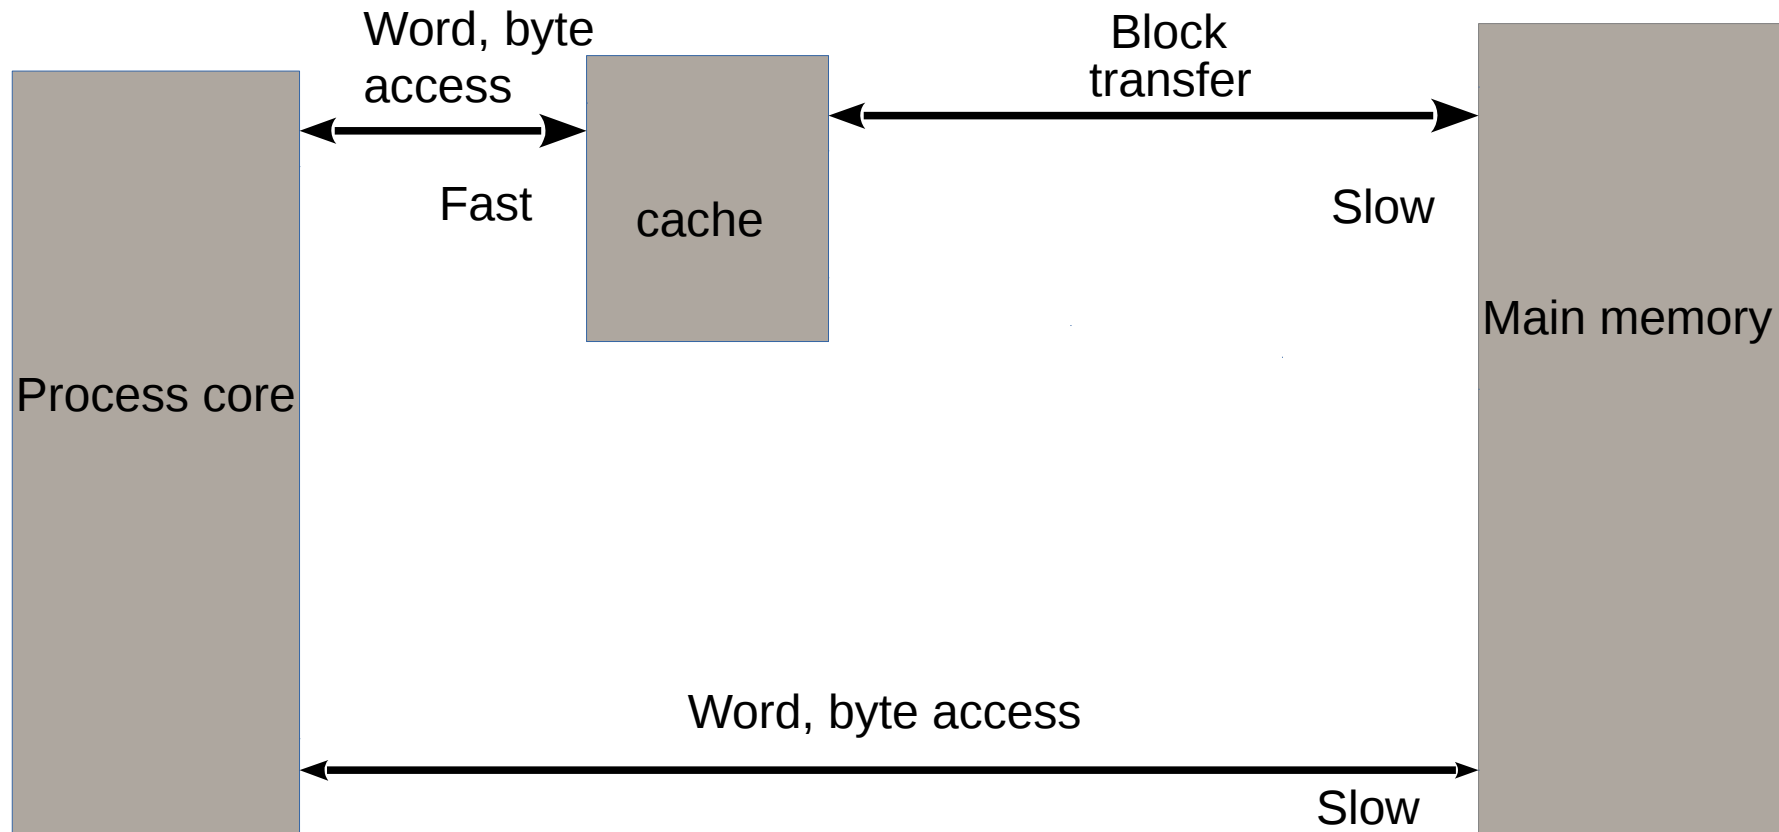 Word, byte
access
Block
transfer
Fast
cache
Slow
Main memory
Process core
Word, byte access
Slow